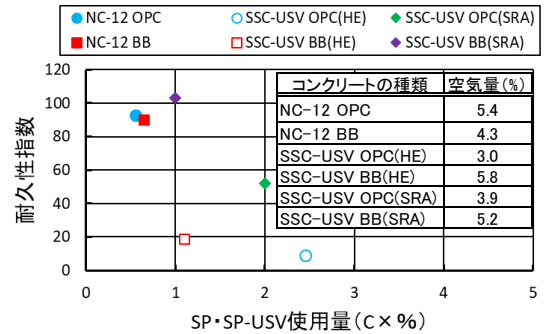 NC-12 OPC SSC-USV OPC(HE) SSC-USV OPC(SRA)
NC-12 BB SSC-USV BB(HE) SSC-USV BB(SRA)
コンクリートの種類 空気量(%)
NC-12 OPC 5.4
NC-12 BB 4.3
SSC-USV OPC(HE) 3.0
SSC-USV BB(HE) 5.8
SSC-USV OPC(SRA) 3.9
SSC-USV BB(SRA) 5.2
耐久性指数
120
100
80
60
40
20
0
0 1 2 3 4 5
SP・SP-USV使用量(C×%)